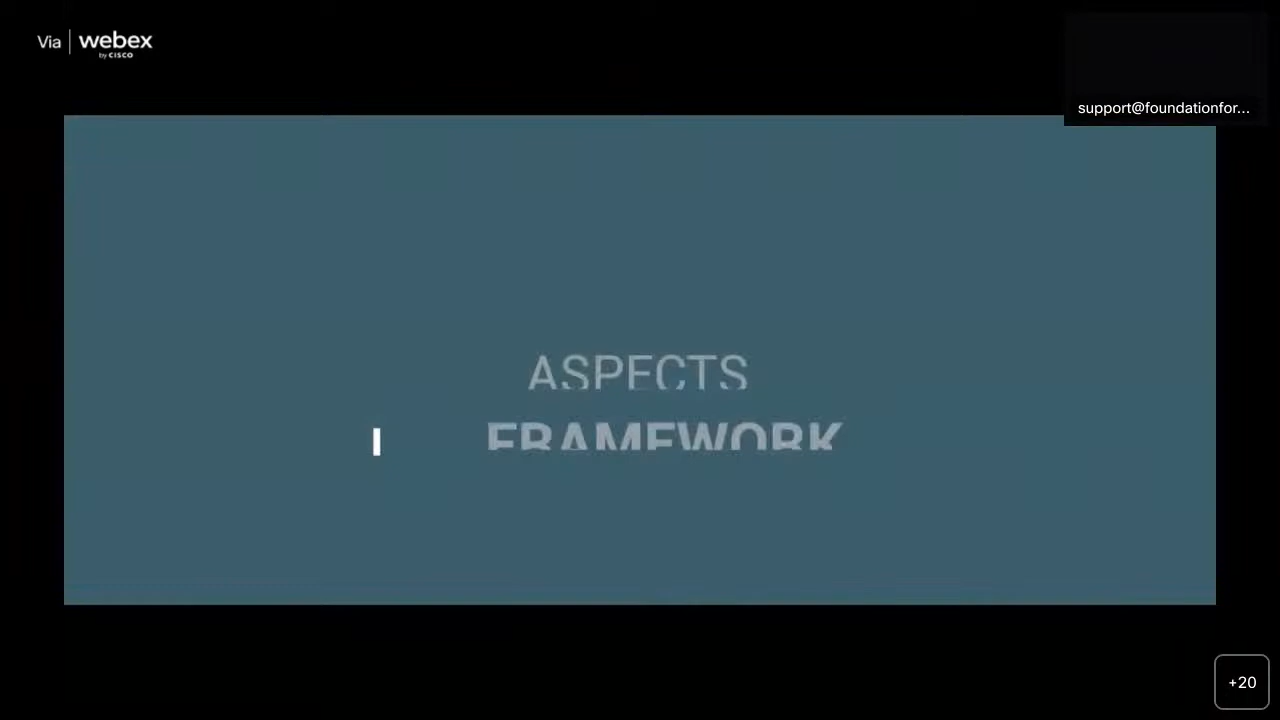 Via webex
by CISCO
support@foundationfor...
ASPECTS
FRAMEWORK
+20